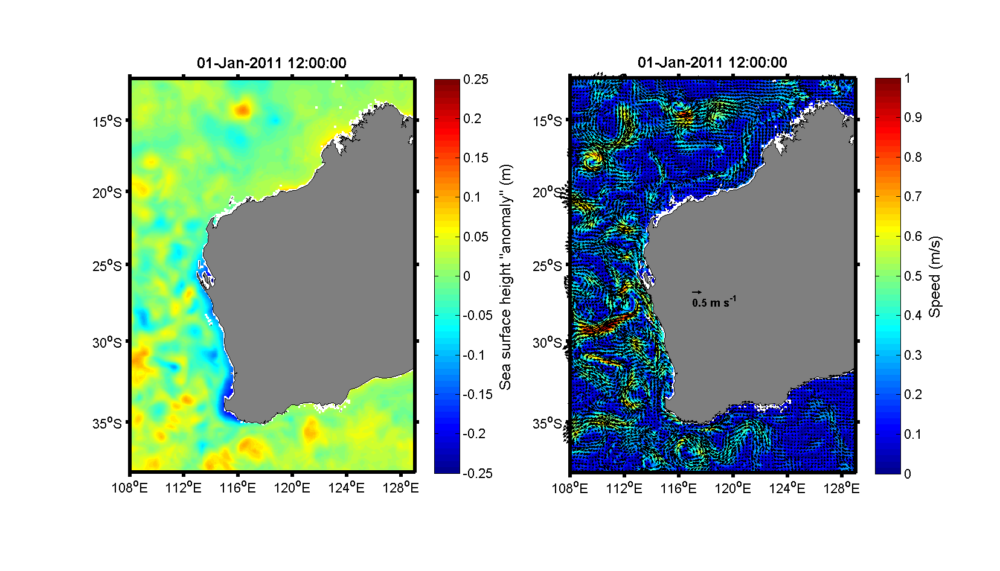 01-Jan-2011 12:00:00
15°S
20°S
25°S
30°S
35°S
108°E 112°E 116°E 120°E 124°E 128°E
0.25
0.2
0.15
0.1
0.05
0
-0.05
-0.1
-0.15
-0.2
-0.25
Sea surface height "anomaly" (m)
01-Jan-2011 12:00:00
15°S
20°S
25°S
30°S
35°S
0.5 m s⁻¹
108°E 112°E 116°E 120°E 124°E 128°E
1
0.9
0.8
0.7
0.6
0.5
0.4
0.3
0.2
0.1
0
Speed (m/s)